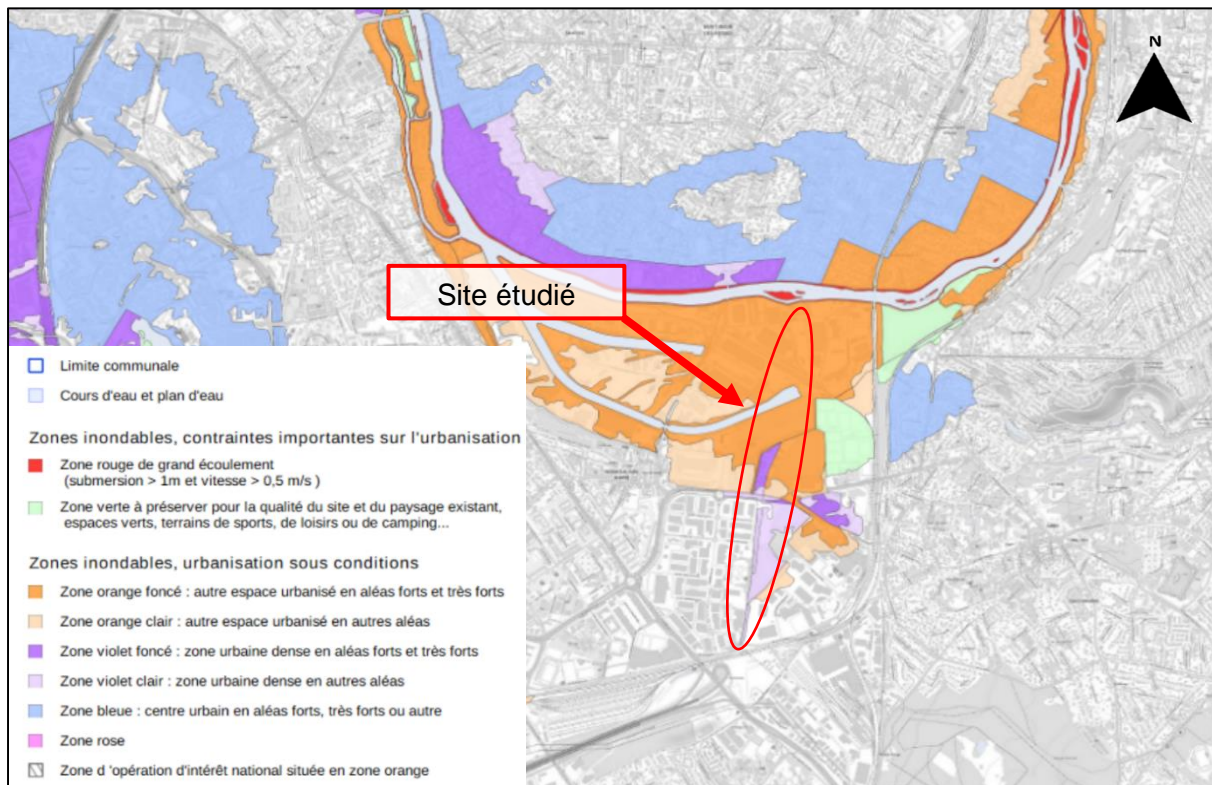 N
Site étudié
Limite communale
Cours d'eau et plan d'eau
Zones inondables, contraintes importantes sur l'urbanisation
Zone rouge de grand écoulement
(submersion > 1m et vitesse > 0,5 m/s )
Zone verte à préserver pour la qualité du site et du paysage existant,
espaces verts, terrains de sports, de loisirs ou de camping...
Zones inondables, urbanisation sous conditions
Zone orange foncé : autre espace urbanisé en aléas forts et très forts
Zone orange clair : autre espace urbanisé en autres aléas
Zone violet foncé : zone urbaine dense en aléas forts et très forts
Zone violet clair : zone urbaine dense en autres aléas
Zone bleue : centre urbain en aléas forts, très forts ou autre
Zone rose
Zone d 'opération d'intérêt national située en zone orange